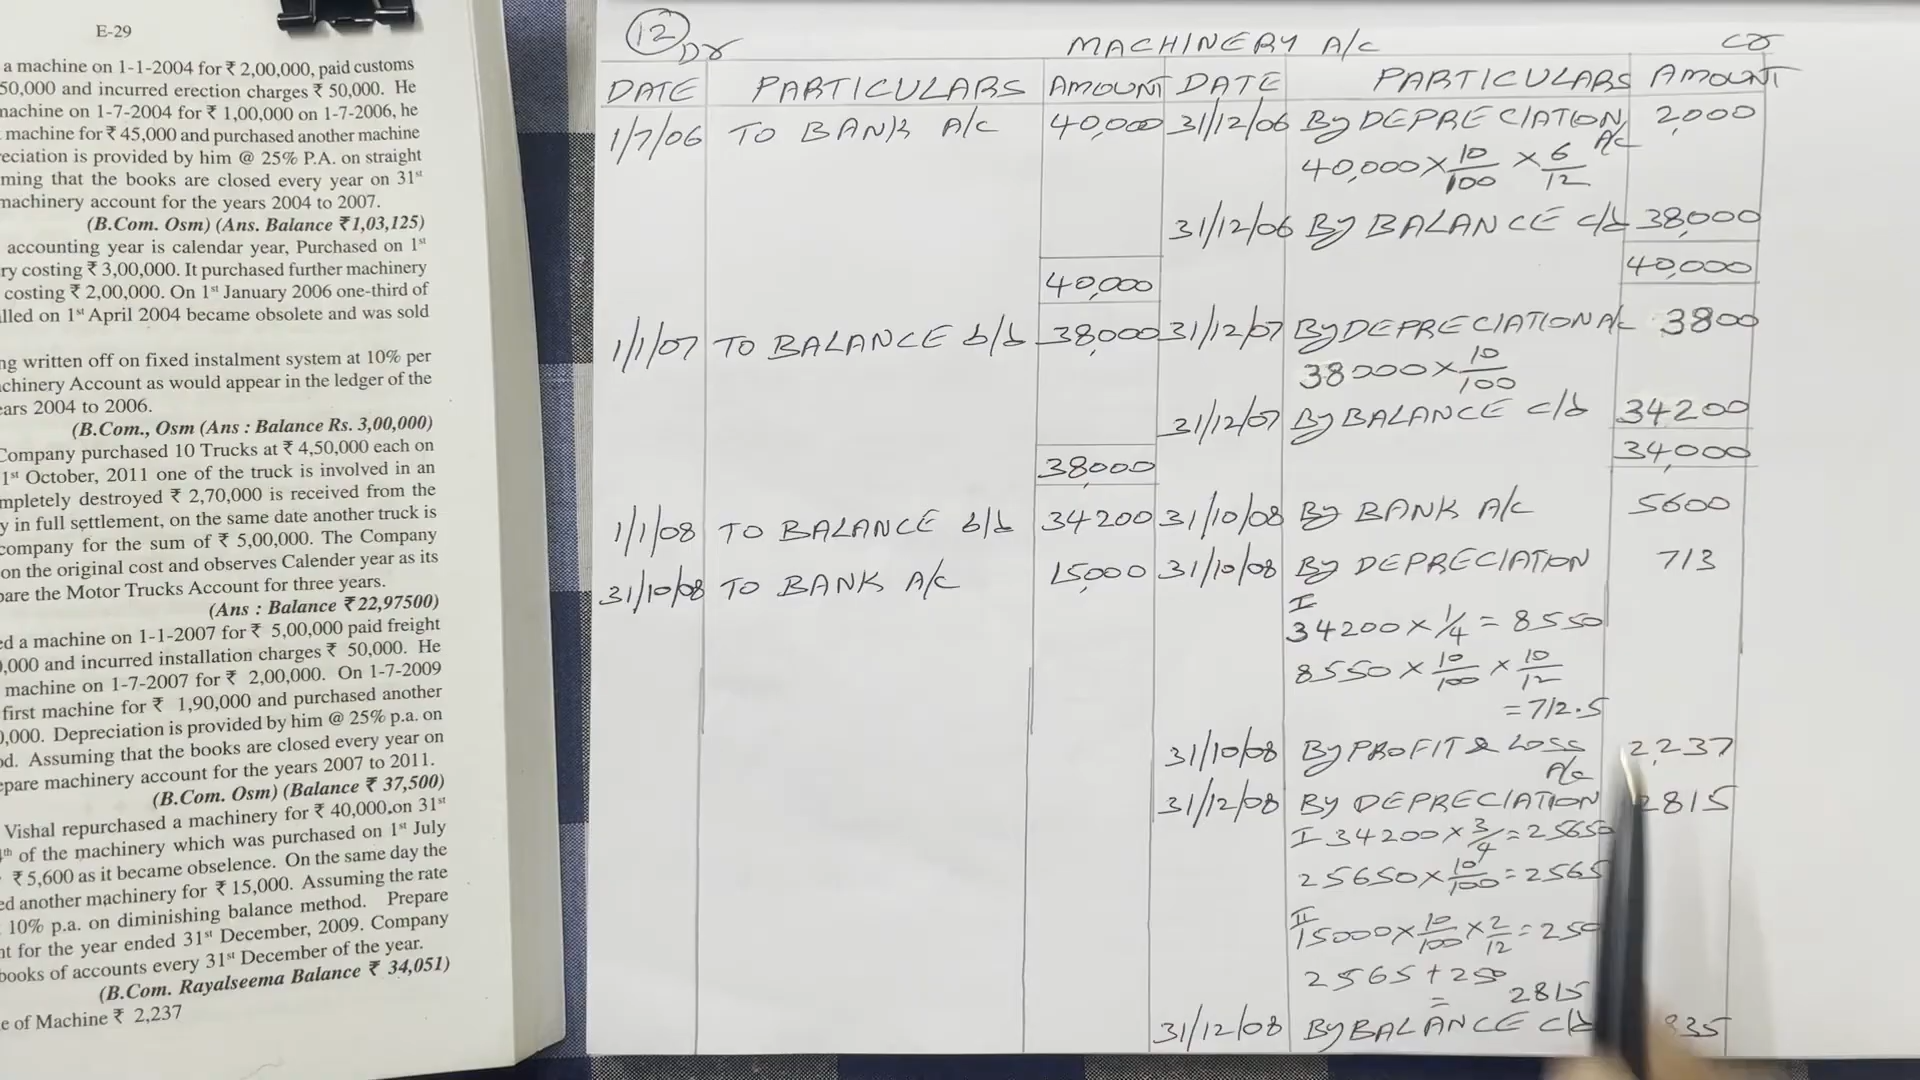 E-29
a machine on 1-1-2004 for ₹ 2,00,000, paid customs
50,000 and incurred erection charges ₹ 50,000. He
nachine on 1-7-2004 for ₹ 1,00,000 on 1-7-2006, he
machine for ₹ 45,000 and purchased another machine
reciation is provided by him @ 25% P.A. on straight
ming that the books are closed every year on 31st
machinery account for the years 2004 to 2007.
(B.Com. Osm) (Ans. Balance ₹1,03,125)
accounting year is calendar year, Purchased on 1st
ry costing ₹ 3,00,000. It purchased further machinery
costing ₹ 2,00,000. On 1st January 2006 one-third of
alled on 1st April 2004 became obsolete and was sold
ng written off on fixed instalment system at 10% per
achinery Account as would appear in the ledger of the
ears 2004 to 2006.
(B.Com., Osm (Ans : Balance Rs. 3,00,000)
Company purchased 10 Trucks at ₹ 4,50,000 each on
1st October, 2011 one of the truck is involved in an
mpletely destroyed ₹ 2,70,000 is received from the
y in full settlement, on the same date another truck is
company for the sum of ₹ 5,00,000. The Company
on the original cost and observes Calender year as its
pare the Motor Trucks Account for three years.
(Ans : Balance ₹ 22,97500)
ed a machine on 1-1-2007 for ₹ 5,00,000 paid freight
0,000 and incurred installation charges ₹ 50,000. He
machine on 1-7-2007 for ₹ 2,00,000. On 1-7-2009
first machine for ₹ 1,90,000 and purchased another
0,000. Depreciation is provided by him @ 25% p.a. on
od. Assuming that the books are closed every year on
epare machinery account for the years 2007 to 2011.
(B.Com. Osm) (Balance ₹ 37,500)
Vishal repurchased a machinery for ₹ 40,000.on 31st
th of the machinery which was purchased on 1st July
₹ 5,600 as it became obselence. On the same day the
ed another machinery for ₹ 15,000. Assuming the rate
10% p.a. on diminishing balance method. Prepare
nt for the year ended 31st December, 2009. Company
books of accounts every 31st December of the year.
(B.Com. Rayalseema Balance ₹ 34,051)
e of Machine ₹ 2,237
12 Dr MACHINERY A/c Cr
DATE PARTICULARS AMOUNT DATE PARTICULARS AMOUNT
1/7/06 TO BANK A/c 40,000 31/12/06 By DEPRECIATION A/c 2,000
40,000 × 10/100 × 6/12
31/12/06 By BALANCE c/d 38,000
40,000 40,000
1/1/07 TO BALANCE b/d 38,000 31/12/07 By DEPRECIATION A/c 3800
38000 × 10/100
31/12/07 By BALANCE c/d 34200
38,000 34,000
1/1/08 TO BALANCE b/d 34200 31/10/08 By BANK A/c 5600
31/10/08 TO BANK A/c 15,000 31/10/08 By DEPRECIATION 713
I
34200 × 1/4 = 8550
8550 × 10/100 × 10/12
= 712.5
31/10/08 By PROFIT & LOSS A/c 2,237
31/12/08 By DEPRECIATION 2815
I 34200 × 3/4 = 25650
25650 × 10/100 = 2565
II
15000 × 10/100 × 2/12 = 250
2565 + 250
= 2815
31/12/08 By BALANCE c/d 835